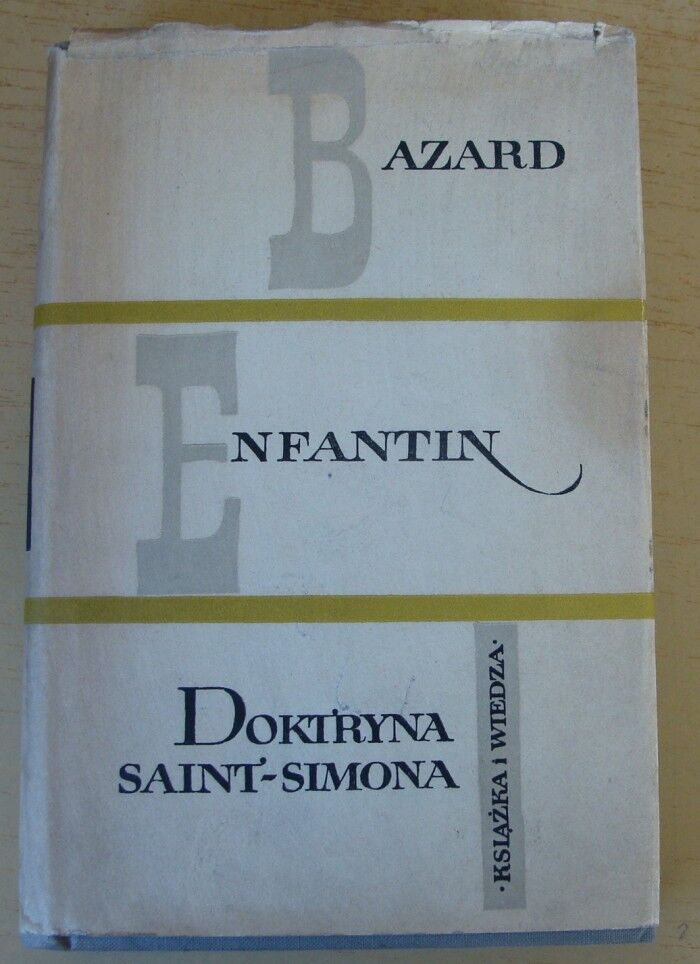 BAZARD
ENFANTIN
DOKTRYNA
SAINT-SIMONA
·KSIĄŻKA i WIEDZA·